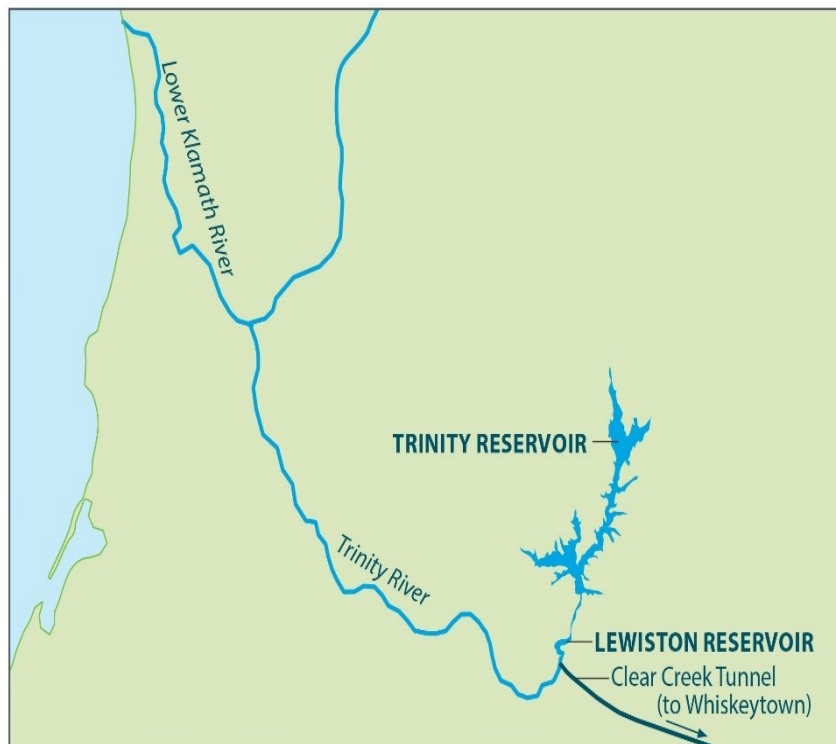 Lower Klamath River
TRINITY RESERVOIR
Trinity River
LEWISTON RESERVOIR
Clear Creek Tunnel
(to Whiskeytown)